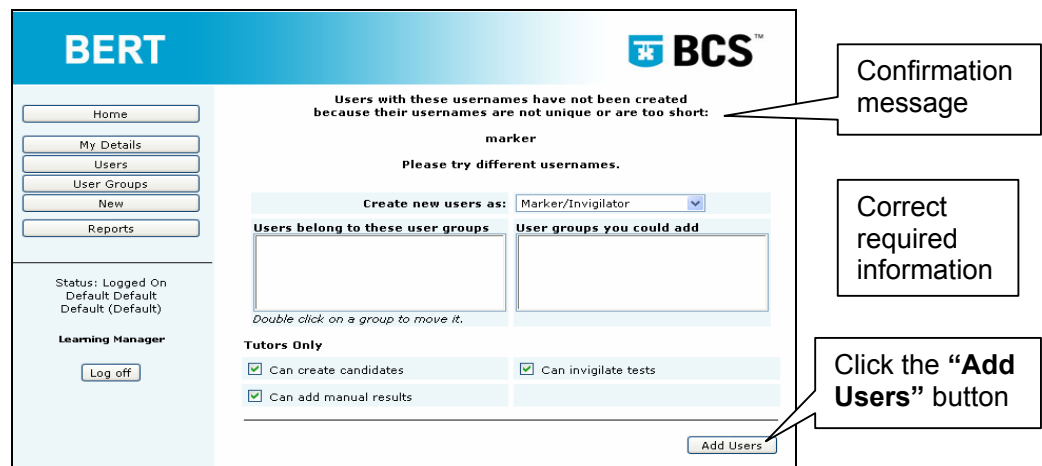 BERT
BCS™
Home
My Details
Users
User Groups
New
Reports
Status: Logged On
Default Default
Default (Default)
Learning Manager
Log off
Users with these usernames have not been created
because their usernames are not unique or are too short:
marker
Please try different usernames.
Create new users as: Marker/Invigilator
Users belong to these user groups User groups you could add
Double click on a group to move it.
Tutors Only
Can create candidates Can invigilate tests
Can add manual results
Add Users
Confirmation
message
Correct
required
information
Click the “Add
Users” button